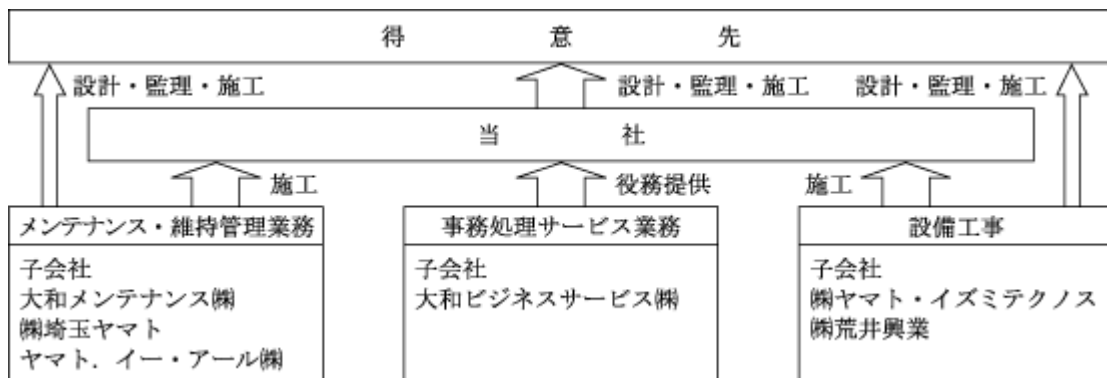 得意先
設計・監理・施工
設計・監理・施工
設計・監理・施工
当社
施工
役務提供
施工
メンテナンス・維持管理業務
子会社
大和メンテナンス㈱
㈱埼玉ヤマト
ヤマト．イー・アール㈱
事務処理サービス業務
子会社
大和ビジネスサービス㈱
設備工事
子会社
㈱ヤマト・イズミテクノス
㈱荒井興業